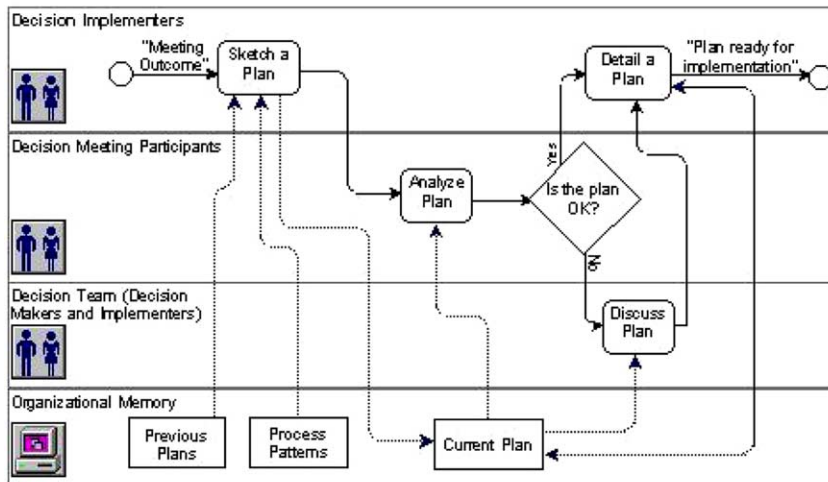 Decision Implementers
"Meeting
Outcome"
Sketch a
Plan
Detail a
Plan
"Plan ready for
implementation"
Decision Meeting Participants
Analyze
Plan
Yes
Is the plan
OK?
No
Decision Team (Decision
Makers and Implementers)
Discuss
Plan
Organizational Memory
Previous
Plans
Process
Patterns
Current Plan